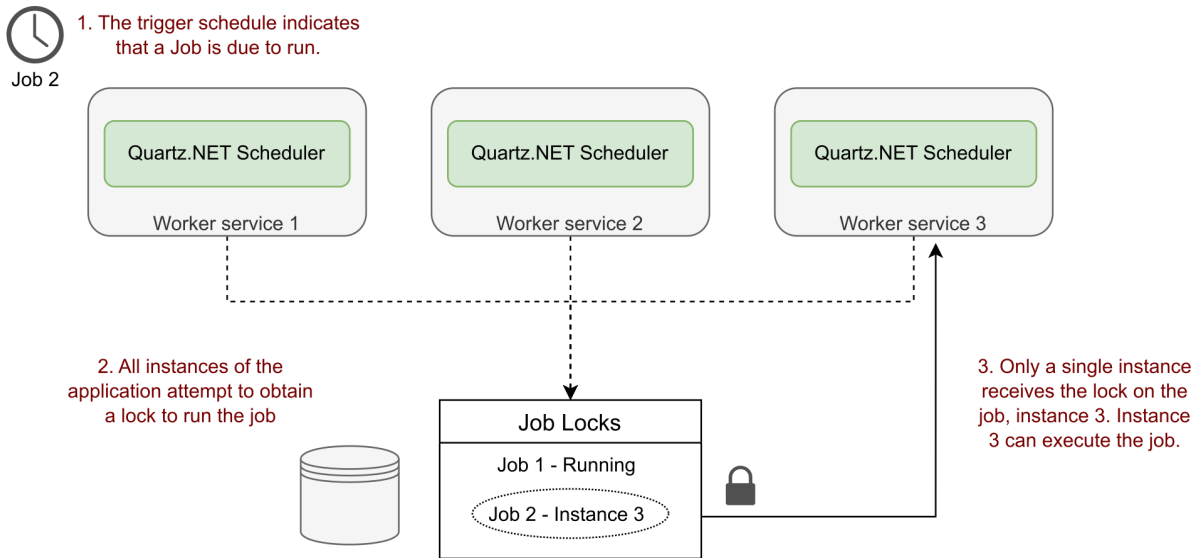 1. The trigger schedule indicates
that a Job is due to run.
Job 2
Quartz.NET Scheduler
Worker service 1
Quartz.NET Scheduler
Worker service 2
Quartz.NET Scheduler
Worker service 3
2. All instances of the
application attempt to obtain
a lock to run the job
3. Only a single instance
receives the lock on the
job, instance 3. Instance
3 can execute the job.
Job Locks
Job 1 - Running
Job 2 - Instance 3